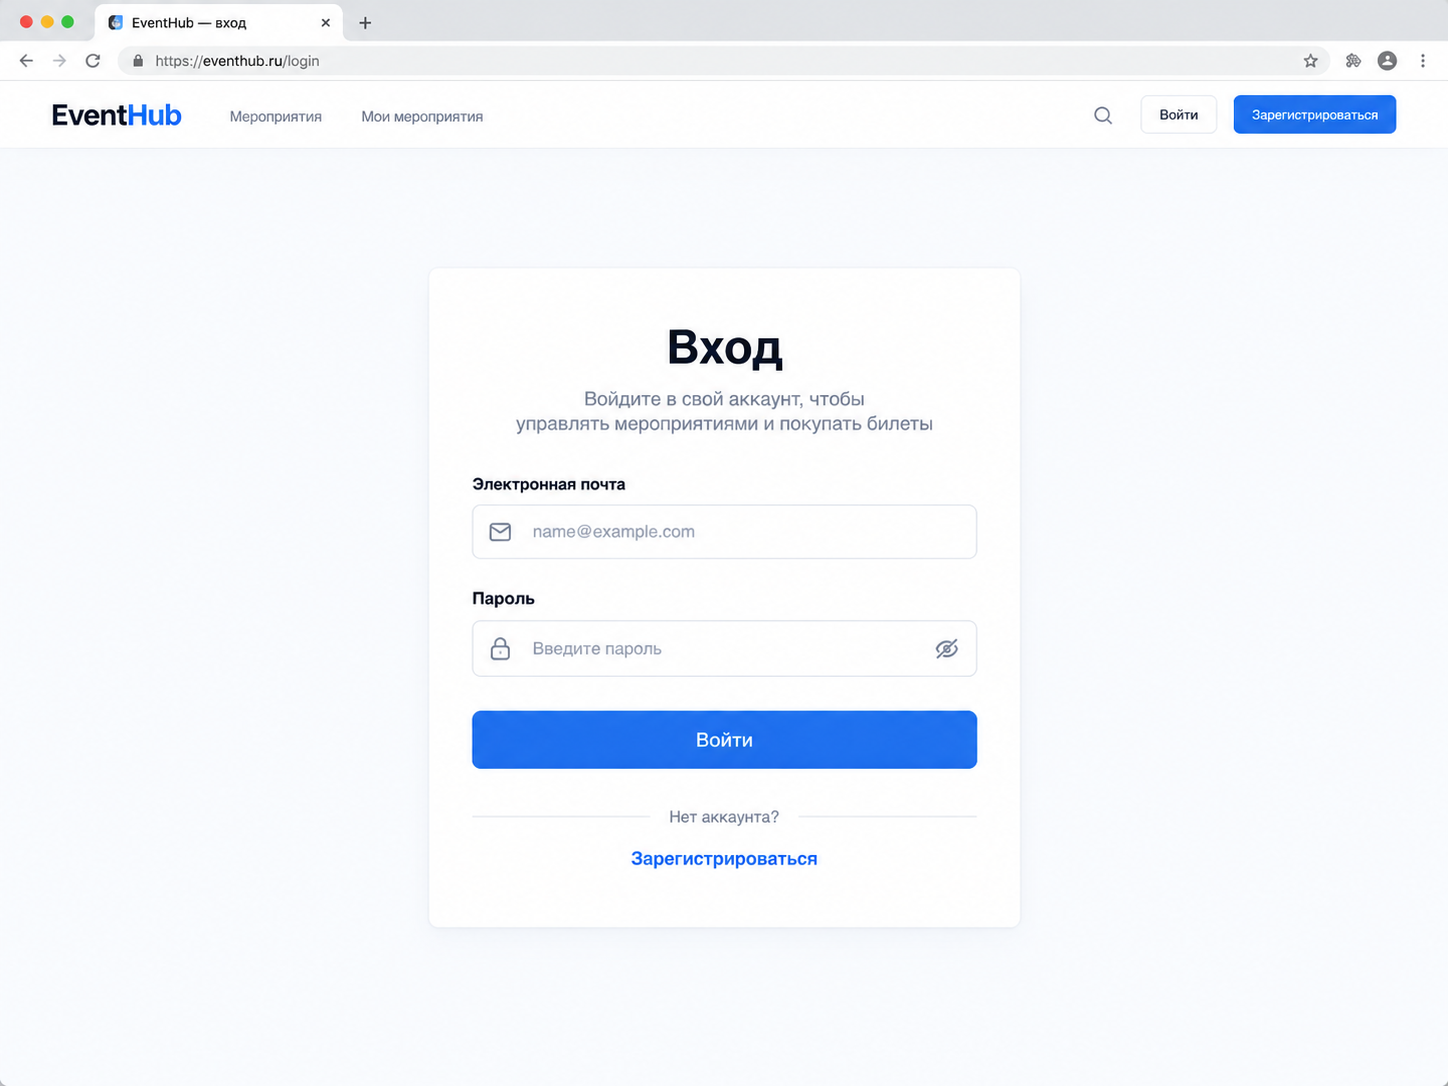 EventHub — вход
https://eventhub.ru/login
EventHub
Мероприятия
Мои мероприятия
Войти
Зарегистрироваться
Вход
Войдите в свой аккаунт, чтобы
управлять мероприятиями и покупать билеты
Электронная почта
name@example.com
Пароль
Введите пароль
Войти
Нет аккаунта?
Зарегистрироваться